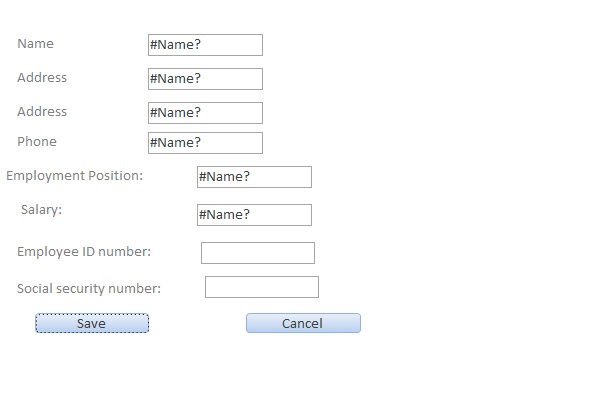 Name #Name?
Address #Name?
Address #Name?
Phone #Name?
Employment Position: #Name?
Salary: #Name?
Employee ID number:
Social security number:
Save Cancel